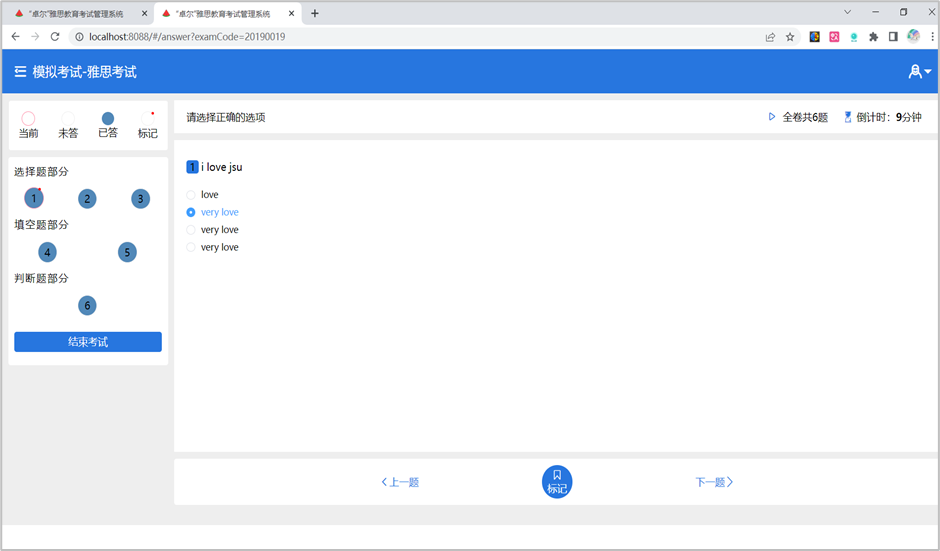 "卓尔"雅思教育考试管理系统
"卓尔"雅思教育考试管理系统
localhost:8088/#/answer?examCode=20190019
模拟考试-雅思考试
当前 未答 已答 标记
请选择正确的选项 全卷共6题 倒计时：9分钟
选择题部分
1 2 3
填空题部分
4 5
判断题部分
6
结束考试
1 i love jsu
love
very love
very love
very love
上一题 标记 下一题